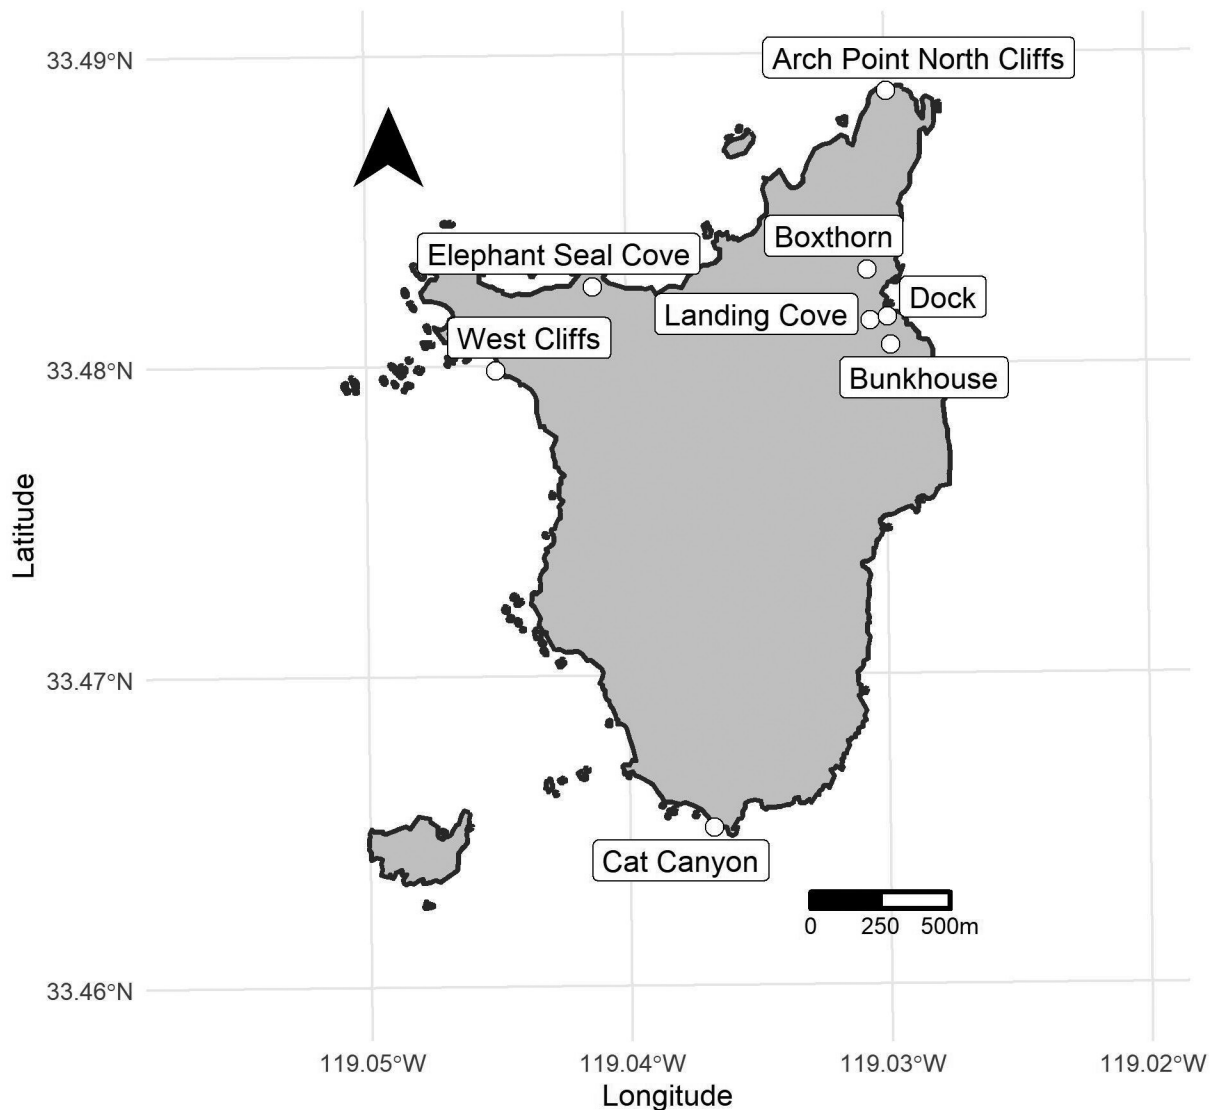 33.49°N
Arch Point North Cliffs
Boxthorn
Elephant Seal Cove
Dock
Landing Cove
West Cliffs
33.48°N
Bunkhouse
Latitude
33.47°N
Cat Canyon
0 250 500m
33.46°N
119.05°W 119.04°W 119.03°W 119.02°W
Longitude